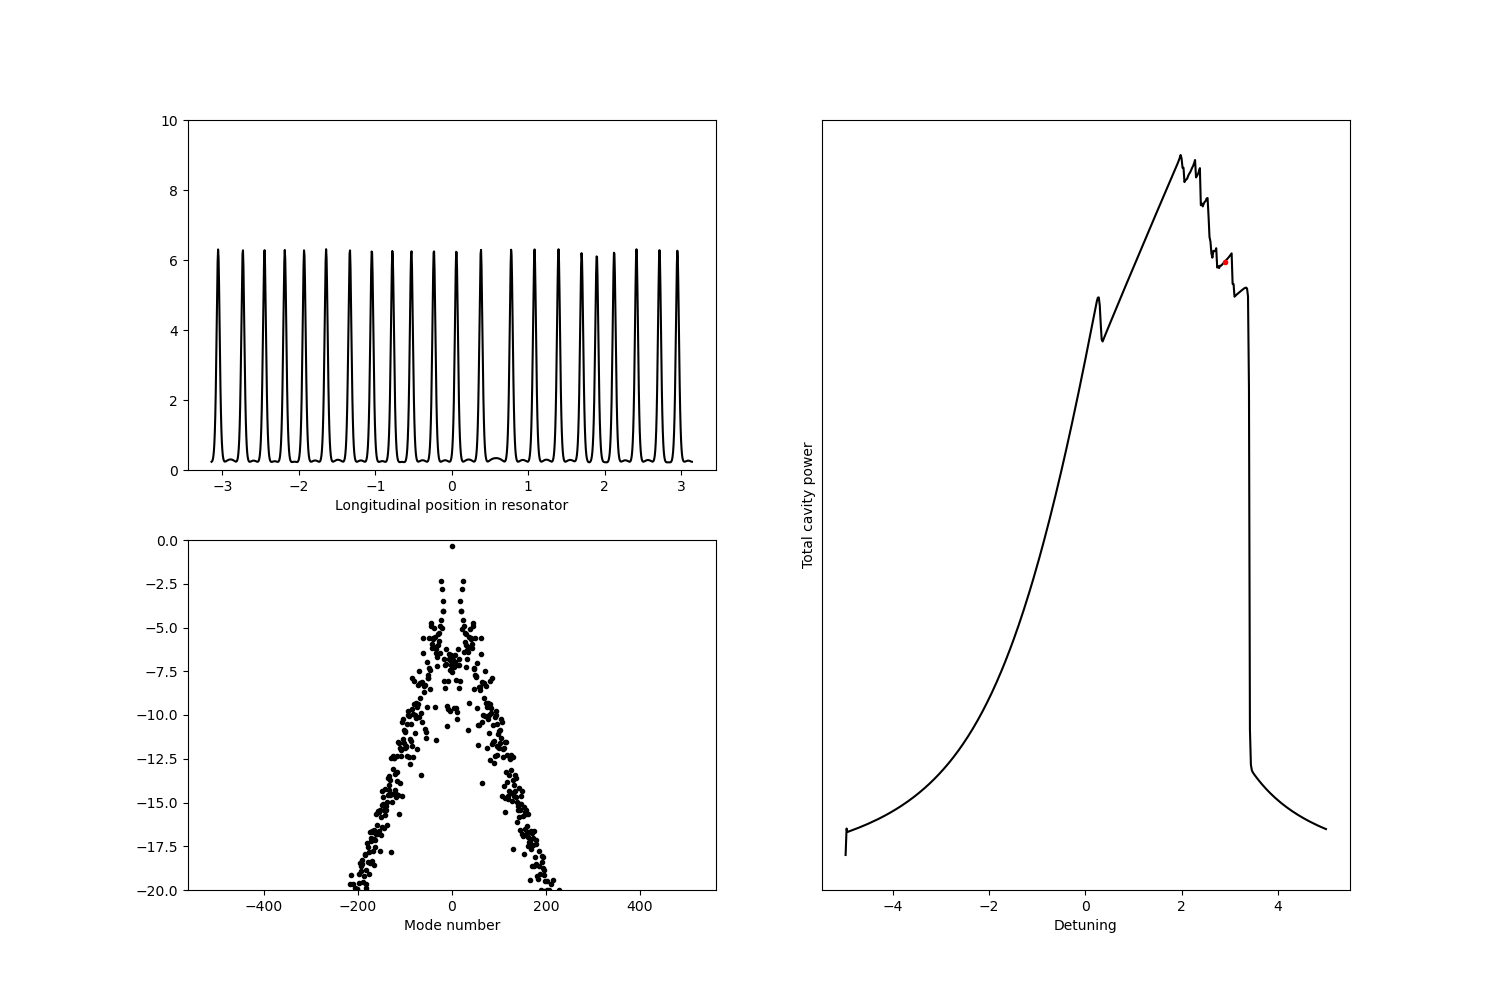 10
8
6
4
2
0
−3 −2 −1 0 1 2 3
Longitudinal position in resonator
0.0
−2.5
−5.0
−7.5
−10.0
−12.5
−15.0
−17.5
−20.0
−400 −200 0 200 400
Mode number
Total cavity power
−4 −2 0 2 4
Detuning